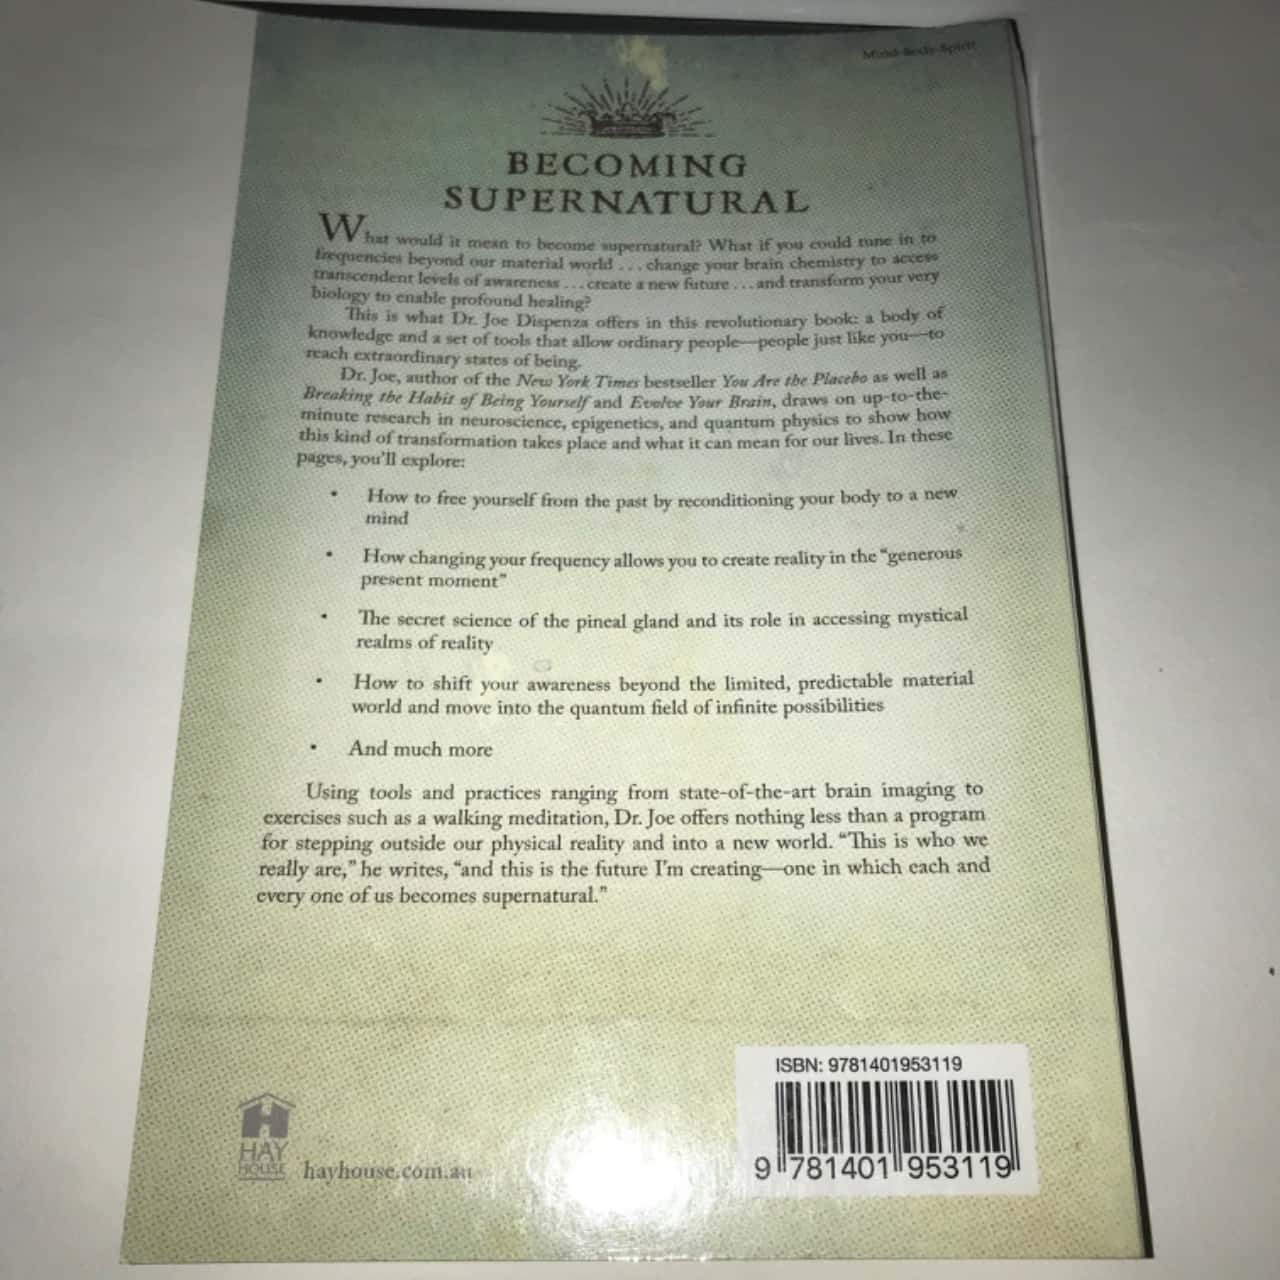 Mind-Body-Spirit
BECOMING
SUPERNATURAL
What would it mean to become supernatural? What if you could tune in to
frequencies beyond our material world . . . change your brain chemistry to access
transcendent levels of awareness . . . create a new future . . . and transform your very
biology to enable profound healing?
This is what Dr. Joe Dispenza offers in this revolutionary book: a body of
knowledge and a set of tools that allow ordinary people—people just like you—to
reach extraordinary states of being.
Dr. Joe, author of the New York Times bestseller You Are the Placebo as well as
Breaking the Habit of Being Yourself and Evolve Your Brain, draws on up-to-the-
minute research in neuroscience, epigenetics, and quantum physics to show how
this kind of transformation takes place and what it can mean for our lives. In these
pages, you'll explore:
• How to free yourself from the past by reconditioning your body to a new
mind
• How changing your frequency allows you to create reality in the "generous
present moment"
• The secret science of the pineal gland and its role in accessing mystical
realms of reality
• How to shift your awareness beyond the limited, predictable material
world and move into the quantum field of infinite possibilities
• And much more
Using tools and practices ranging from state-of-the-art brain imaging to
exercises such as a walking meditation, Dr. Joe offers nothing less than a program
for stepping outside our physical reality and into a new world. "This is who we
really are," he writes, "and this is the future I'm creating—one in which each and
every one of us becomes supernatural."
ISBN: 9781401953119
9 781401 953119
HAY
HOUSE
hayhouse.com.au